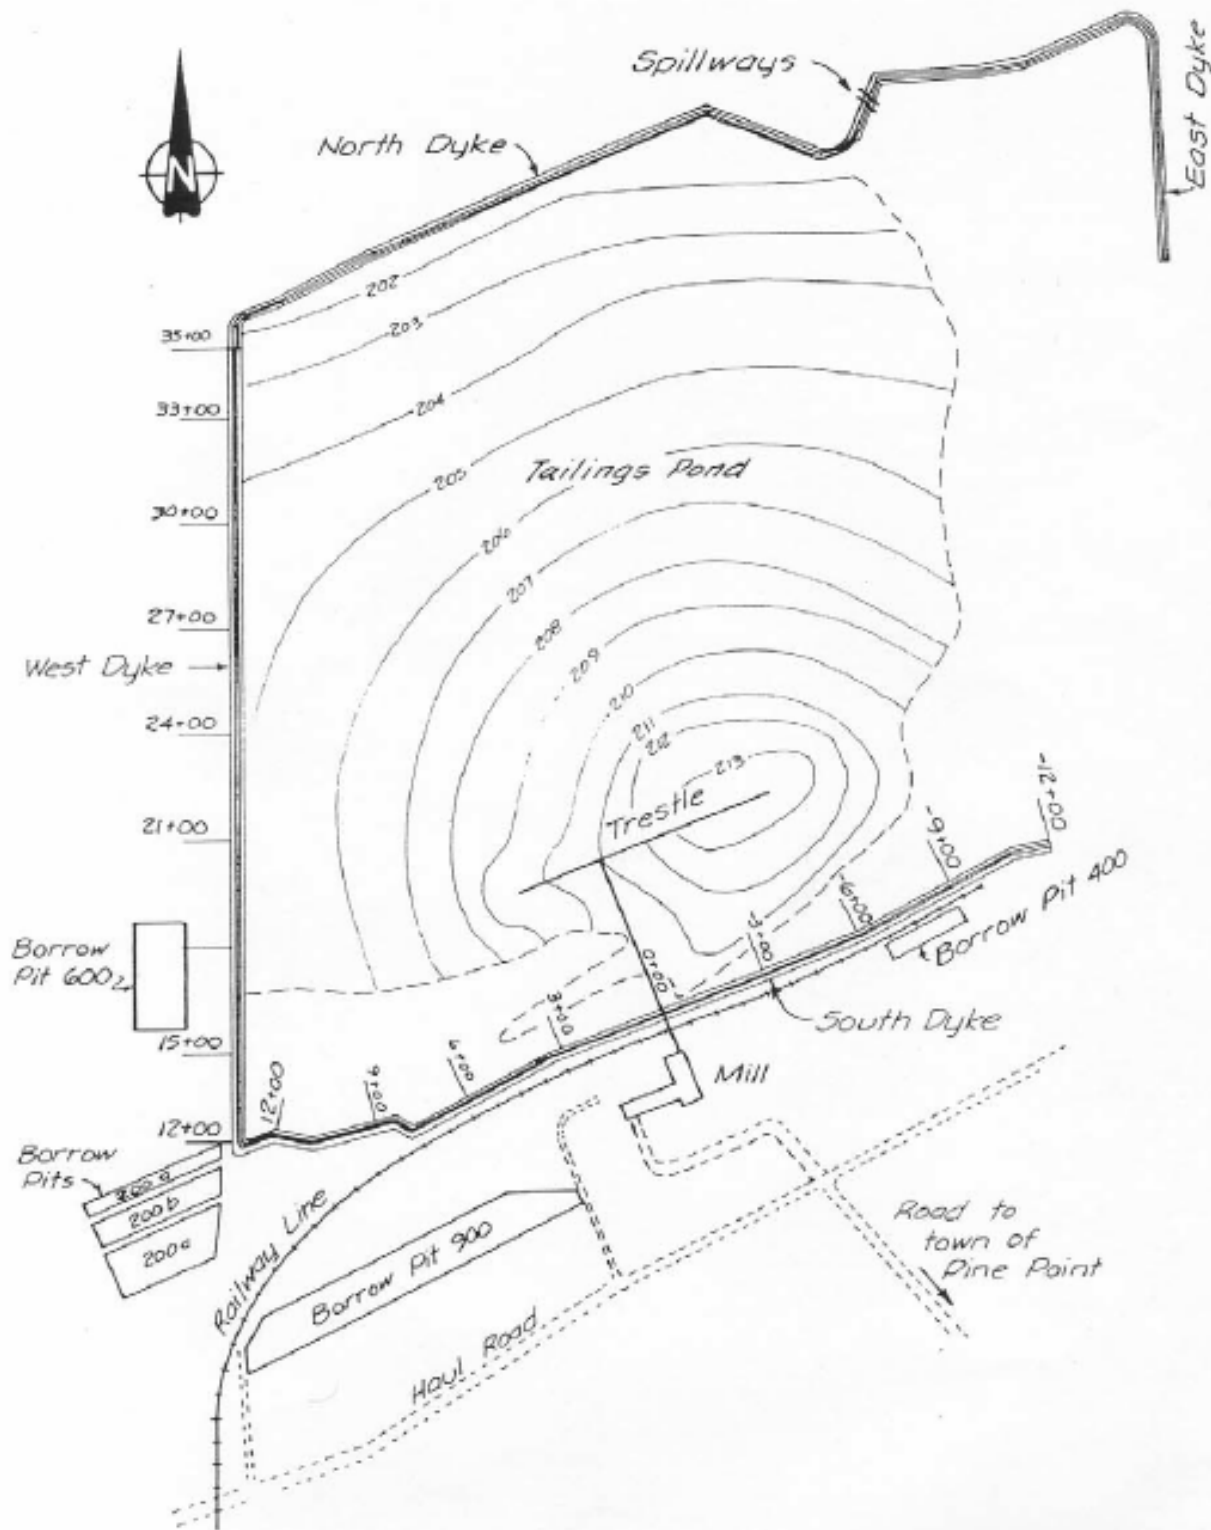 Spillways
East Dyke
North Dyke
N
202
203
204
205
206
207
208
209
210
211
212
213
35+00
33+00
30+00
27+00
West Dyke
24+00
21+00
Tailings Pond
Trestle
-12+00
-9+00
-6+00
-3+00
0+00
3+00
6+00
9+00
12+00
Borrow
Pit 600
15+00
12+00
Borrow Pit 400
South Dyke
Mill
Borrow
Pits
200 a
200 b
200 c
Railway Line
Borrow Pit 900
Haul Road
Road to
town of
Pine Point